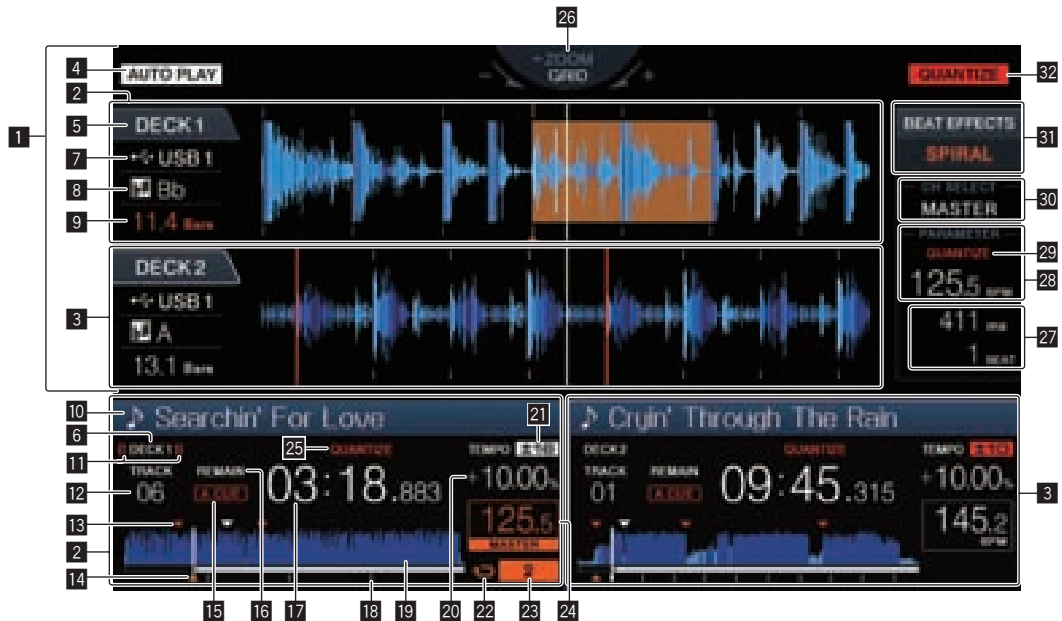 26
4 AUTO PLAY
- ZOOM
GRID
- +
QUANTIZE 32
2
1
5 DECK 1
7 USB 1
8 Bb
9 11.4 Bars
BEAT EFFECTS
SPIRAL
31
CH SELECT
MASTER
30
PARAMETER
QUANTIZE 29
125.5 BPM 28
DECK 2
3 USB 1
A
13.1 Bars
411 ms
1 BEAT
27
10 ♪ Searchin' For Love
♪ Cryin' Through The Rain
6 25 21
11 DECK 1 QUANTIZE TEMPO ±10
DECK 2 QUANTIZE TEMPO ±10
12 TRACK REMAIN
06 A.CUE 03:18.883 +10.00%
TRACK REMAIN
01 A.CUE 09:45.315 +10.00%
3
13
125.5
MASTER
145.2
BPM
2
14
2
15 16 17 18 19 20 22 23 24